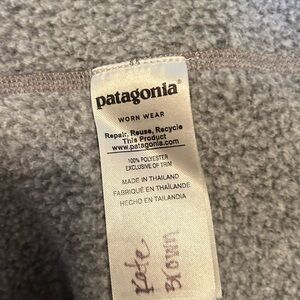 patagonia®
WORN WEAR
Repair, Reuse, Recycle
This Product
www.patagonia.com
100% POLYESTER
EXCLUSIVE OF TRIM
MADE IN THAILAND
FABRIQUÉ EN THAÏLANDE
HECHO EN TAILANDIA
Kate
Brown